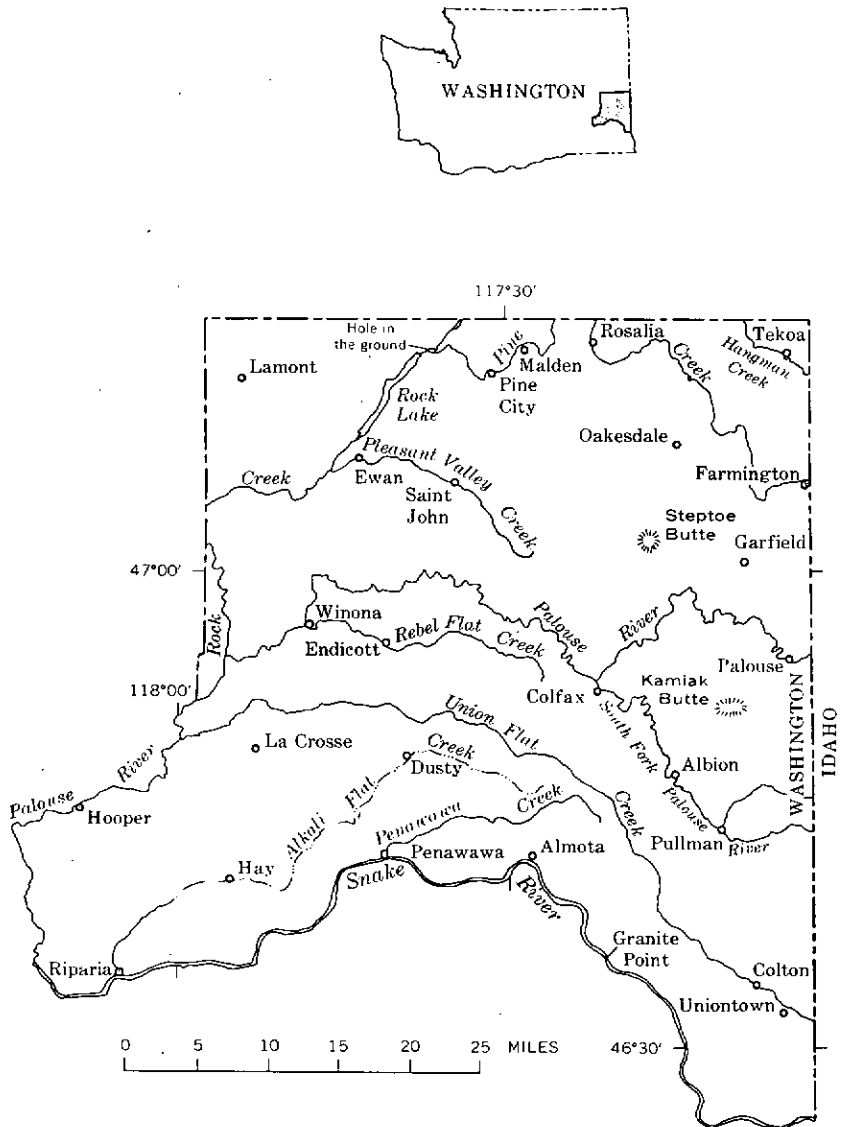 WASHINGTON
117°30'
Hole in
the ground
Pine
Creek
Rosalia
Tekoa
Hangman
Creek
Lamont
Malden
Pine
City
Rock
Lake
Oakesdale
Creek
Pleasant Valley
Creek
Ewan
Saint
John
Farmington
Steptoe
Butte
Garfield
47°00'
Rock
Winona
Palouse
River
Endicott
Rebel Flat
Creek
Palouse
Colfax
Kamiak
Butte
118°00'
South Fork
Palouse
River
WASHINGTON
IDAHO
Union Flat
Creek
La Crosse
Albion
Palouse
River
Hooper
Dusty
Alkali Flat
Creek
Penawawa
Creek
Pullman
Penawawa
Almota
Hay
Snake
River
Granite
Point
Riparia
Colton
Uniontown
0 5 10 15 20 25 MILES
46°30'